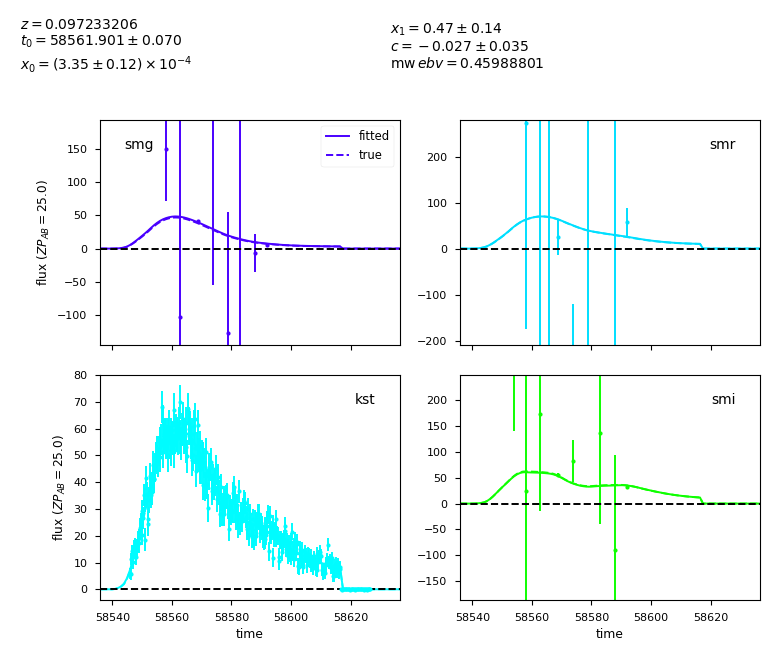 z = 0.097233206
t₀ = 58561.901 ± 0.070
x₀ = (3.35 ± 0.12) × 10⁻⁴
x₁ = 0.47 ± 0.14
c = −0.027 ± 0.035
mw ebv = 0.45988801
smg
fitted
true
150
100
50
0
−50
−100
flux (ZP_AB = 25.0)
smr
200
100
0
−100
−200
kst
80
70
60
50
40
30
20
10
0
flux (ZP_AB = 25.0)
58540 58560 58580 58600 58620
time
smi
200
150
100
50
0
−50
−100
−150
58540 58560 58580 58600 58620
time